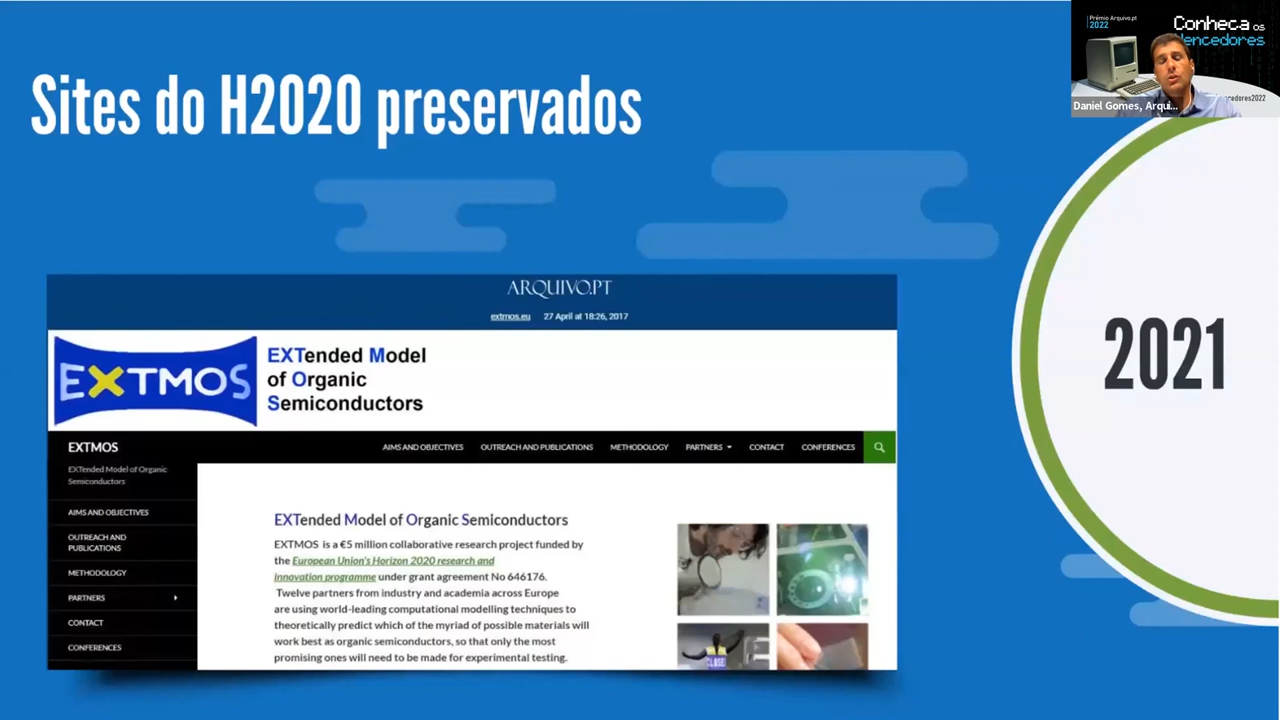 Sites do H2020 preservados
Prémio Arquivo.pt
2022
Conheça os
Vencedores
Daniel Gomes, Arqui...
2021
ARQUIVO.PT
extmos.eu 27 April at 18:26, 2017
EXTMOS
EXTended Model
of Organic
Semiconductors
EXTMOS
EXTended Model of Organic
Semiconductors
AIMS AND OBJECTIVES OUTREACH AND PUBLICATIONS METHODOLOGY PARTNERS CONTACT CONFERENCES
AIMS AND OBJECTIVES
OUTREACH AND
PUBLICATIONS
METHODOLOGY
PARTNERS
CONTACT
CONFERENCES
EXTended Model of Organic Semiconductors
EXTMOS is a €5 million collaborative research project funded by
the European Union's Horizon 2020 research and
innovation programme under grant agreement No 646176.
Twelve partners from industry and academia across Europe
are using world-leading computational modelling techniques to
theoretically predict which of the myriad of possible materials will
work best as organic semiconductors, so that only the most
promising ones will need to be made for experimental testing.
CLOSE